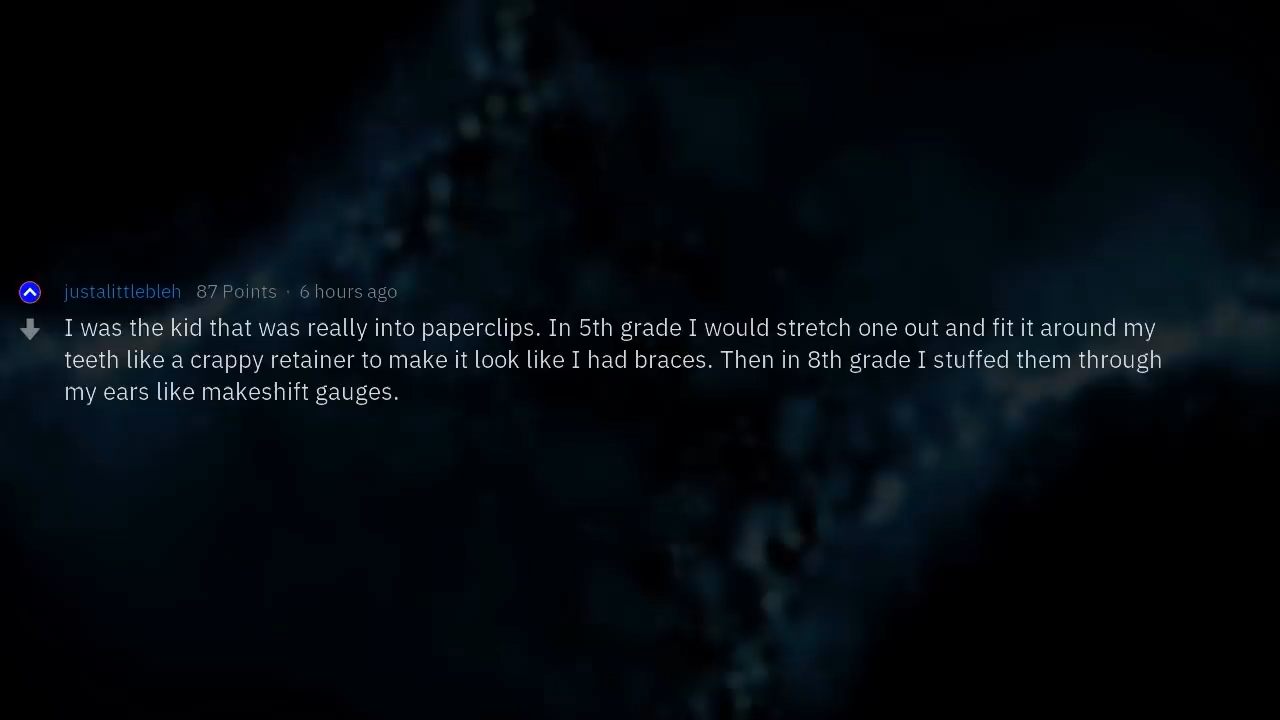 justalittlebleh 87 Points · 6 hours ago
I was the kid that was really into paperclips. In 5th grade I would stretch one out and fit it around my
teeth like a crappy retainer to make it look like I had braces. Then in 8th grade I stuffed them through
my ears like makeshift gauges.